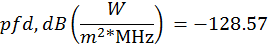 pfd, dB(W/m²*MHz) = −128.57